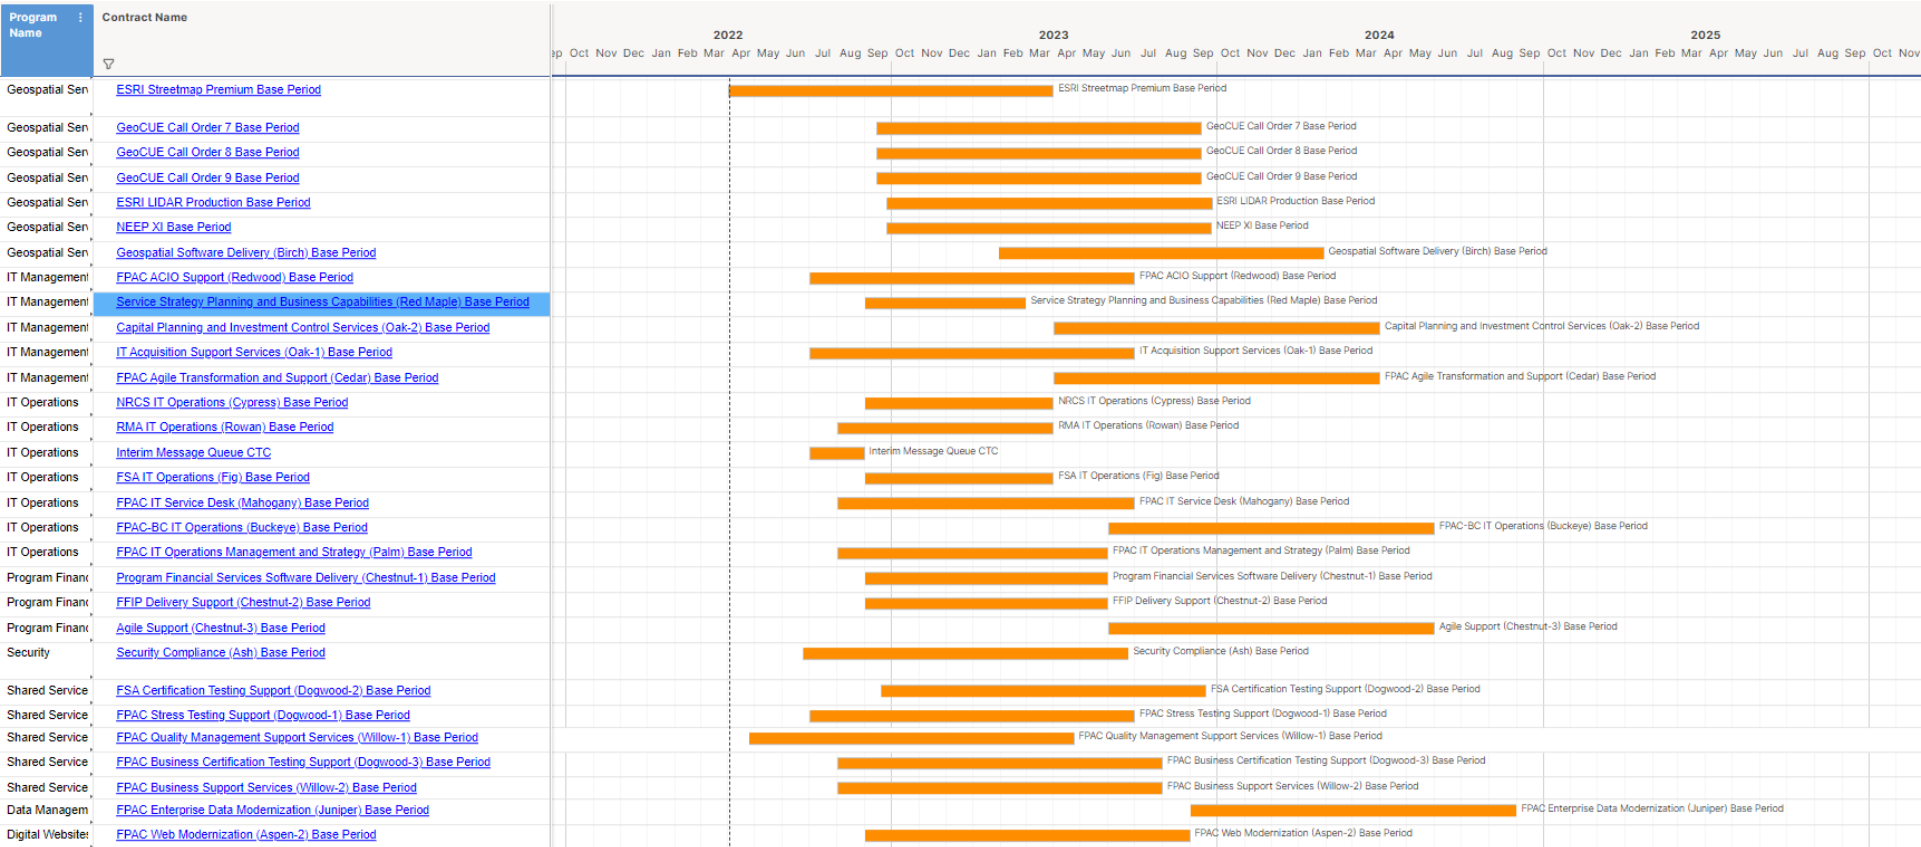 Program Name
Contract Name
2022 2023 2024 2025
ep Oct Nov Dec Jan Feb Mar Apr May Jun Jul Aug Sep Oct Nov Dec Jan Feb Mar Apr May Jun Jul Aug Sep Oct Nov Dec Jan Feb Mar Apr May Jun Jul Aug Sep Oct Nov Dec Jan Feb Mar Apr May Jun Jul Aug Sep Oct Nov
Geospatial Serv ESRI Streetmap Premium Base Period ESRI Streetmap Premium Base Period
Geospatial Serv GeoCUE Call Order 7 Base Period GeoCUE Call Order 7 Base Period
Geospatial Serv GeoCUE Call Order 8 Base Period GeoCUE Call Order 8 Base Period
Geospatial Serv GeoCUE Call Order 9 Base Period GeoCUE Call Order 9 Base Period
Geospatial Serv ESRI LIDAR Production Base Period ESRI LIDAR Production Base Period
Geospatial Serv NEEP XI Base Period NEEP XI Base Period
Geospatial Serv Geospatial Software Delivery (Birch) Base Period Geospatial Software Delivery (Birch) Base Period
IT Management FPAC ACIO Support (Redwood) Base Period FPAC ACIO Support (Redwood) Base Period
IT Management Service Strategy Planning and Business Capabilities (Red Maple) Base Period Service Strategy Planning and Business Capabilities (Red Maple) Base Period
IT Management Capital Planning and Investment Control Services (Oak-2) Base Period Capital Planning and Investment Control Services (Oak-2) Base Period
IT Management IT Acquisition Support Services (Oak-1) Base Period IT Acquisition Support Services (Oak-1) Base Period
IT Management FPAC Agile Transformation and Support (Cedar) Base Period FPAC Agile Transformation and Support (Cedar) Base Period
IT Operations NRCS IT Operations (Cypress) Base Period NRCS IT Operations (Cypress) Base Period
IT Operations RMA IT Operations (Rowan) Base Period RMA IT Operations (Rowan) Base Period
IT Operations Interim Message Queue CTC Interim Message Queue CTC
IT Operations FSA IT Operations (Fig) Base Period FSA IT Operations (Fig) Base Period
IT Operations FPAC IT Service Desk (Mahogany) Base Period FPAC IT Service Desk (Mahogany) Base Period
IT Operations FPAC-BC IT Operations (Buckeye) Base Period FPAC-BC IT Operations (Buckeye) Base Period
IT Operations FPAC IT Operations Management and Strategy (Palm) Base Period FPAC IT Operations Management and Strategy (Palm) Base Period
Program Financ Program Financial Services Software Delivery (Chestnut-1) Base Period Program Financial Services Software Delivery (Chestnut-1) Base Period
Program Financ FFIP Delivery Support (Chestnut-2) Base Period FFIP Delivery Support (Chestnut-2) Base Period
Program Financ Agile Support (Chestnut-3) Base Period Agile Support (Chestnut-3) Base Period
Security Security Compliance (Ash) Base Period Security Compliance (Ash) Base Period
Shared Service FSA Certification Testing Support (Dogwood-2) Base Period FSA Certification Testing Support (Dogwood-2) Base Period
Shared Service FPAC Stress Testing Support (Dogwood-1) Base Period FPAC Stress Testing Support (Dogwood-1) Base Period
Shared Service FPAC Quality Management Support Services (Willow-1) Base Period FPAC Quality Management Support Services (Willow-1) Base Period
Shared Service FPAC Business Certification Testing Support (Dogwood-3) Base Period FPAC Business Certification Testing Support (Dogwood-3) Base Period
Shared Service FPAC Business Support Services (Willow-2) Base Period FPAC Business Support Services (Willow-2) Base Period
Data Managem FPAC Enterprise Data Modernization (Juniper) Base Period FPAC Enterprise Data Modernization (Juniper) Base Period
Digital Websites FPAC Web Modernization (Aspen-2) Base Period FPAC Web Modernization (Aspen-2) Base Period